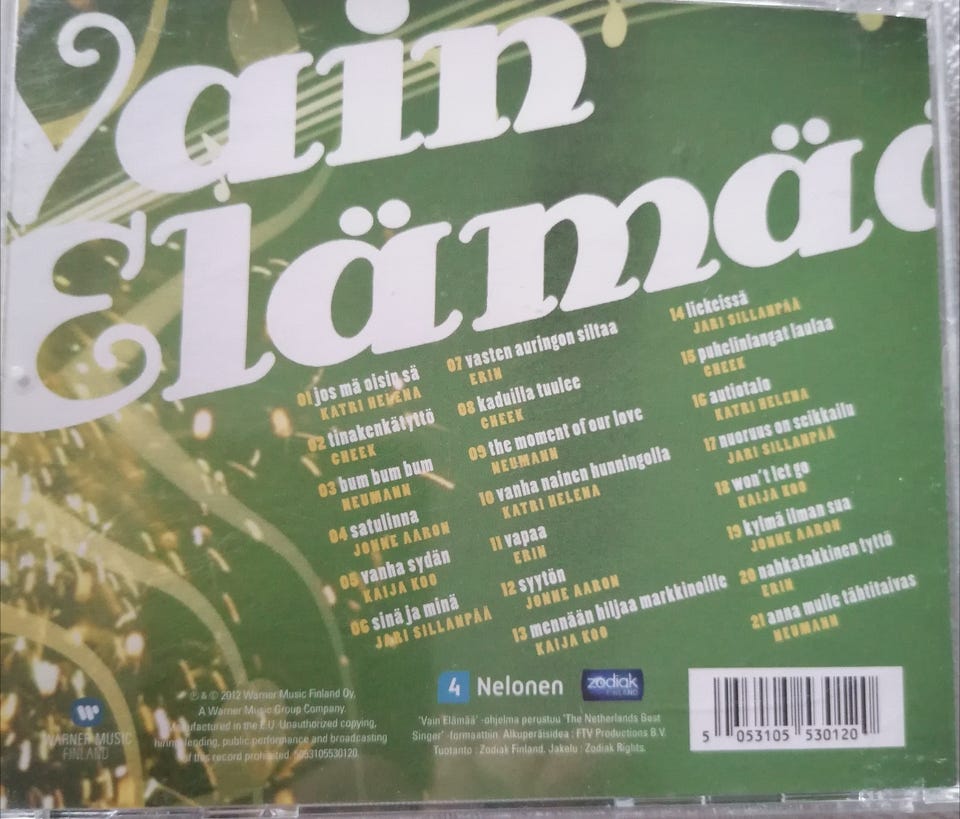 Vain
Elämää
01 jos mä oisin sä
KATRI HELENA
02 tinakenkätyttö
CHEEK
03 bum bum bum
NEUMANN
04 satulinna
JONNE AARON
05 vanha sydän
KAIJA KOO
06 sinä ja minä
JARI SILLANPÄÄ
07 vasten auringon siltaa
ERIN
08 kaduilla tuulee
CHEEK
09 the moment of our love
NEUMANN
10 vanha nainen hunningolla
KATRI HELENA
11 vapaa
ERIN
12 syytön
JONNE AARON
13 mennään hiljaa markkinoille
KAIJA KOO
14 liekeissä
JARI SILLANPÄÄ
15 puhelinlangat laulaa
CHEEK
16 autiotalo
KATRI HELENA
17 nuoruus on seikkailu
JARI SILLANPÄÄ
18 won't let go
KAIJA KOO
19 kylmä ilman sua
JONNE AARON
20 nahkatakkinen tyttö
ERIN
21 anna mulle tähtitaivas
NEUMANN
WARNER MUSIC
FINLAND
℗ & © 2012 Warner Music Finland Oy,
A Warner Music Group Company.
Manufactured in the E.U. Unauthorized copying,
hiring, lending, public performance and broadcasting
of this record prohibited. 5053105530120.
4 Nelonen
zodiak
FINLAND
'Vain Elämää' -ohjelma perustuu 'The Netherlands Best
Singer' -formaattiin. Alkuperäisidea: FTV Productions B.V.
Tuotanto: Zodiak Finland. Jakelu: Zodiak Rights.
5 053105 530120